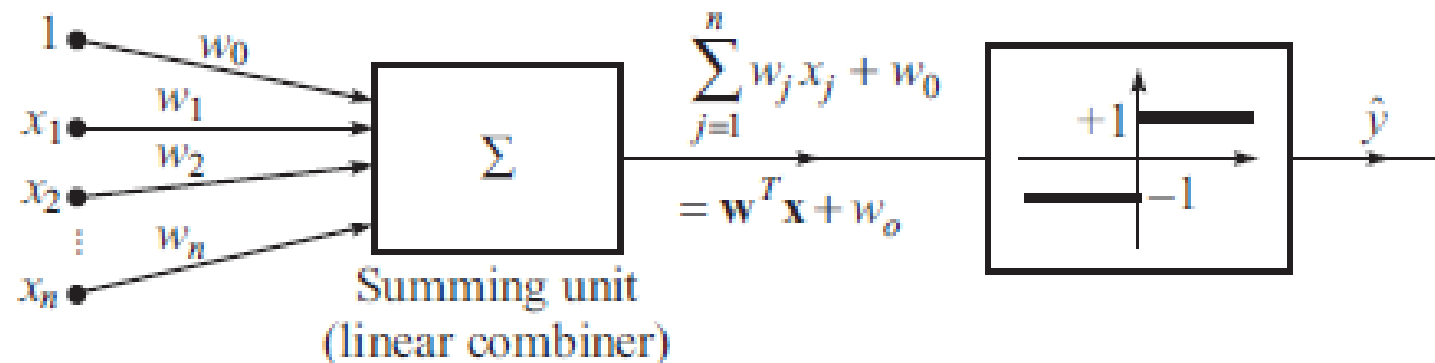 1
w₀
x₁
w₁
x₂
w₂
⋮
xₙ
wₙ
Σ
Summing unit
(linear combiner)
n
∑ wⱼ xⱼ + w₀
j=1
= **w**ᵀ **x** + wₒ
+1
−1
ŷ